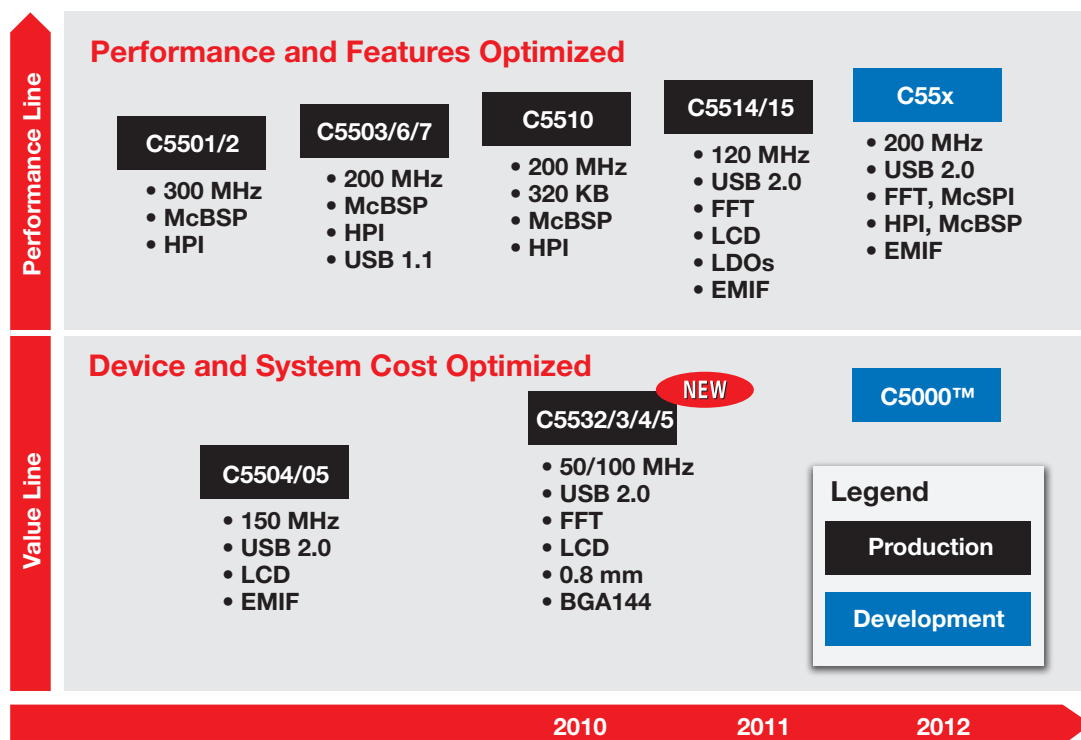 Performance Line
Performance and Features Optimized
C5501/2
• 300 MHz
• McBSP
• HPI
C5503/6/7
• 200 MHz
• McBSP
• HPI
• USB 1.1
C5510
• 200 MHz
• 320 KB
• McBSP
• HPI
C5514/15
• 120 MHz
• USB 2.0
• FFT
• LCD
• LDOs
• EMIF
C55x
• 200 MHz
• USB 2.0
• FFT, McSPI
• HPI, McBSP
• EMIF
Value Line
Device and System Cost Optimized
C5504/05
• 150 MHz
• USB 2.0
• LCD
• EMIF
NEW
C5532/3/4/5
• 50/100 MHz
• USB 2.0
• FFT
• LCD
• 0.8 mm
• BGA144
C5000™
Legend
Production
Development
2010 2011 2012